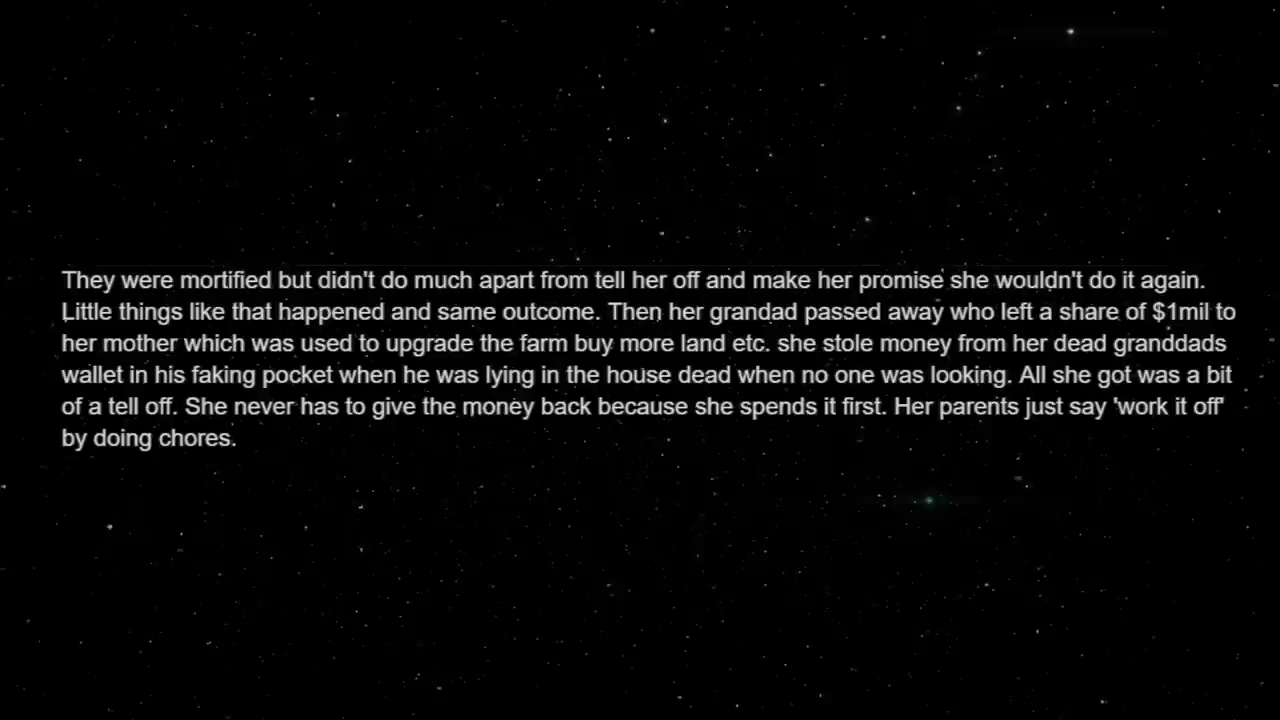 They were mortified but didn't do much apart from tell her off and make her promise she wouldn't do it again.
Little things like that happened and same outcome. Then her grandad passed away who left a share of $1mil to
her mother which was used to upgrade the farm buy more land etc. she stole money from her dead granddads
wallet in his faking pocket when he was lying in the house dead when no one was looking. All she got was a bit
of a tell off. She never has to give the money back because she spends it first. Her parents just say 'work it off'
by doing chores.